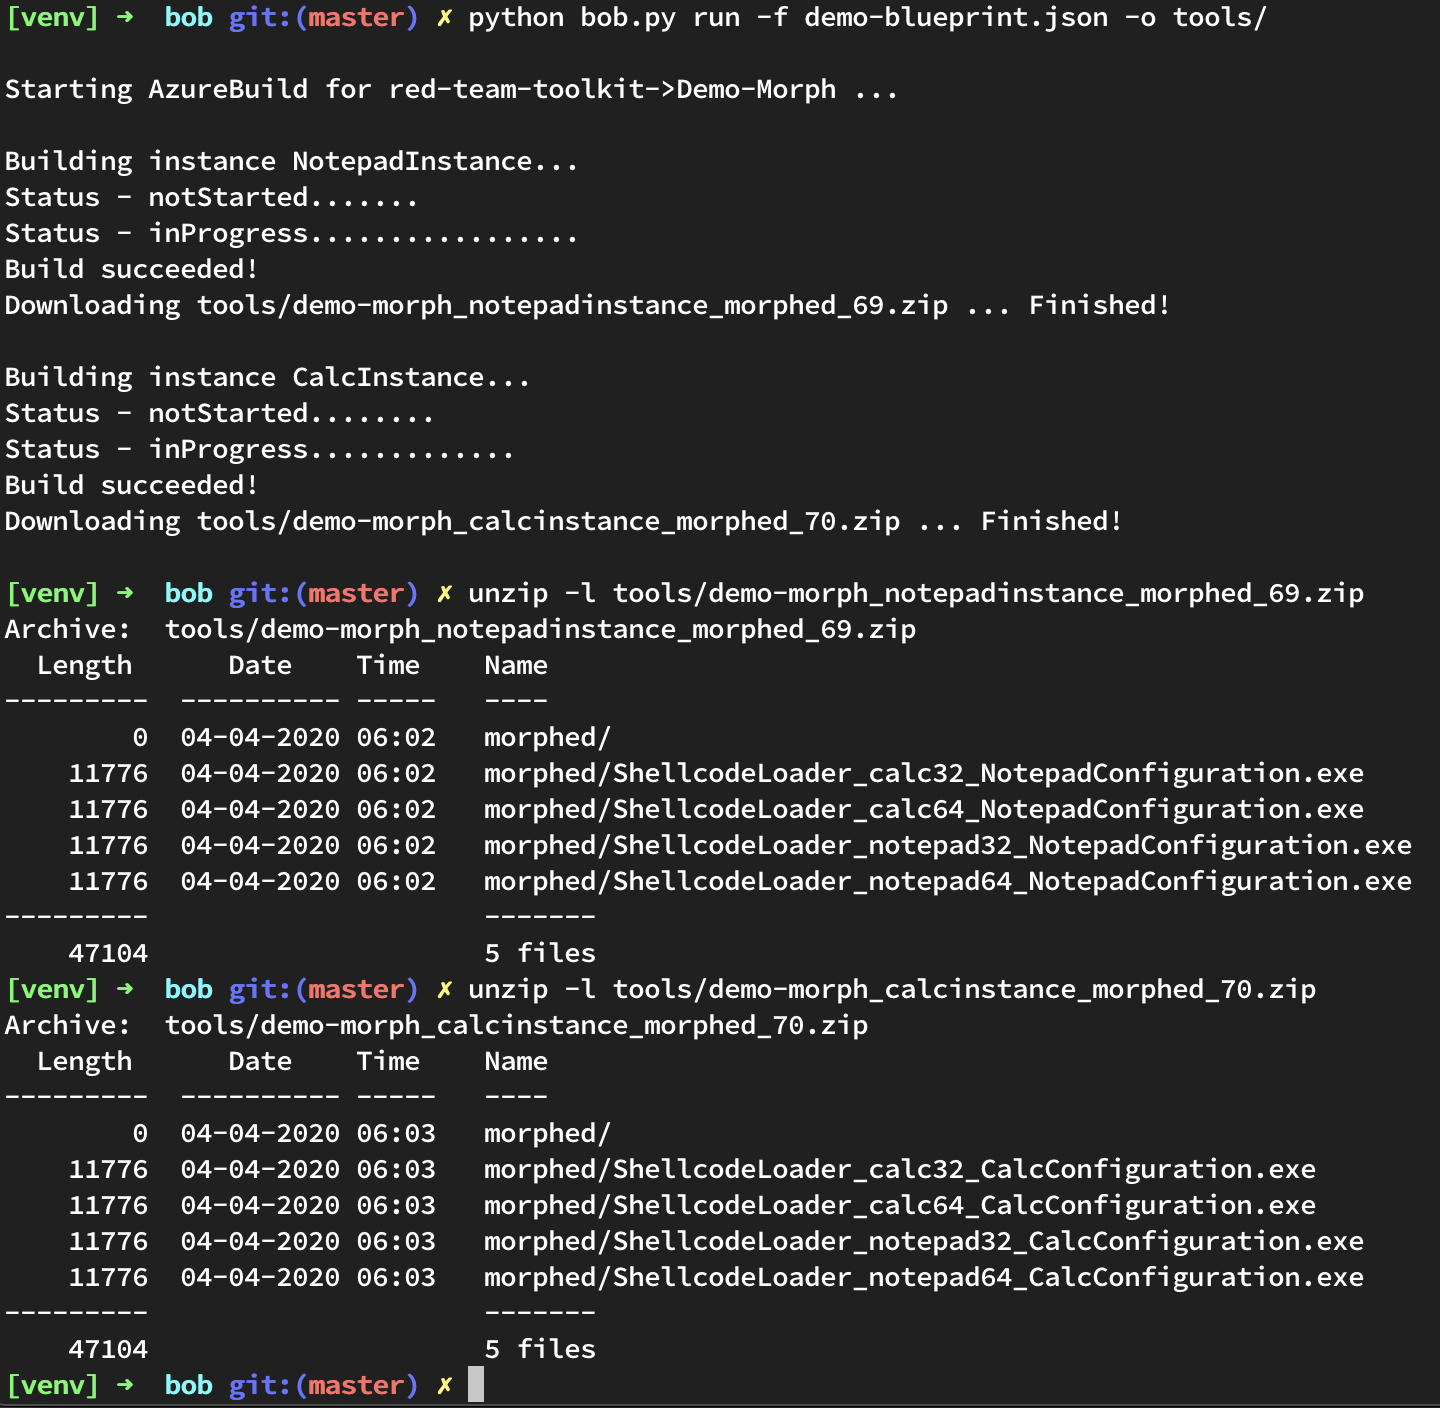 [venv] ➜  bob git:(master) ✗ python bob.py run -f demo-blueprint.json -o tools/
Starting AzureBuild for red-team-toolkit->Demo-Morph ...
Building instance NotepadInstance...
Status - notStarted.......
Status - inProgress.................
Build succeeded!
Downloading tools/demo-morph_notepadinstance_morphed_69.zip ... Finished!
Building instance CalcInstance...
Status - notStarted........
Status - inProgress.............
Build succeeded!
Downloading tools/demo-morph_calcinstance_morphed_70.zip ... Finished!
[venv] ➜  bob git:(master) ✗ unzip -l tools/demo-morph_notepadinstance_morphed_69.zip
Archive:  tools/demo-morph_notepadinstance_morphed_69.zip
  Length      Date    Time    Name
---------  ---------- -----   ----
        0  04-04-2020 06:02   morphed/
    11776  04-04-2020 06:02   morphed/ShellcodeLoader_calc32_NotepadConfiguration.exe
    11776  04-04-2020 06:02   morphed/ShellcodeLoader_calc64_NotepadConfiguration.exe
    11776  04-04-2020 06:02   morphed/ShellcodeLoader_notepad32_NotepadConfiguration.exe
    11776  04-04-2020 06:02   morphed/ShellcodeLoader_notepad64_NotepadConfiguration.exe
---------                     -------
    47104                     5 files
[venv] ➜  bob git:(master) ✗ unzip -l tools/demo-morph_calcinstance_morphed_70.zip
Archive:  tools/demo-morph_calcinstance_morphed_70.zip
  Length      Date    Time    Name
---------  ---------- -----   ----
        0  04-04-2020 06:03   morphed/
    11776  04-04-2020 06:03   morphed/ShellcodeLoader_calc32_CalcConfiguration.exe
    11776  04-04-2020 06:03   morphed/ShellcodeLoader_calc64_CalcConfiguration.exe
    11776  04-04-2020 06:03   morphed/ShellcodeLoader_notepad32_CalcConfiguration.exe
    11776  04-04-2020 06:03   morphed/ShellcodeLoader_notepad64_CalcConfiguration.exe
---------                     -------
    47104                     5 files
[venv] ➜  bob git:(master) ✗